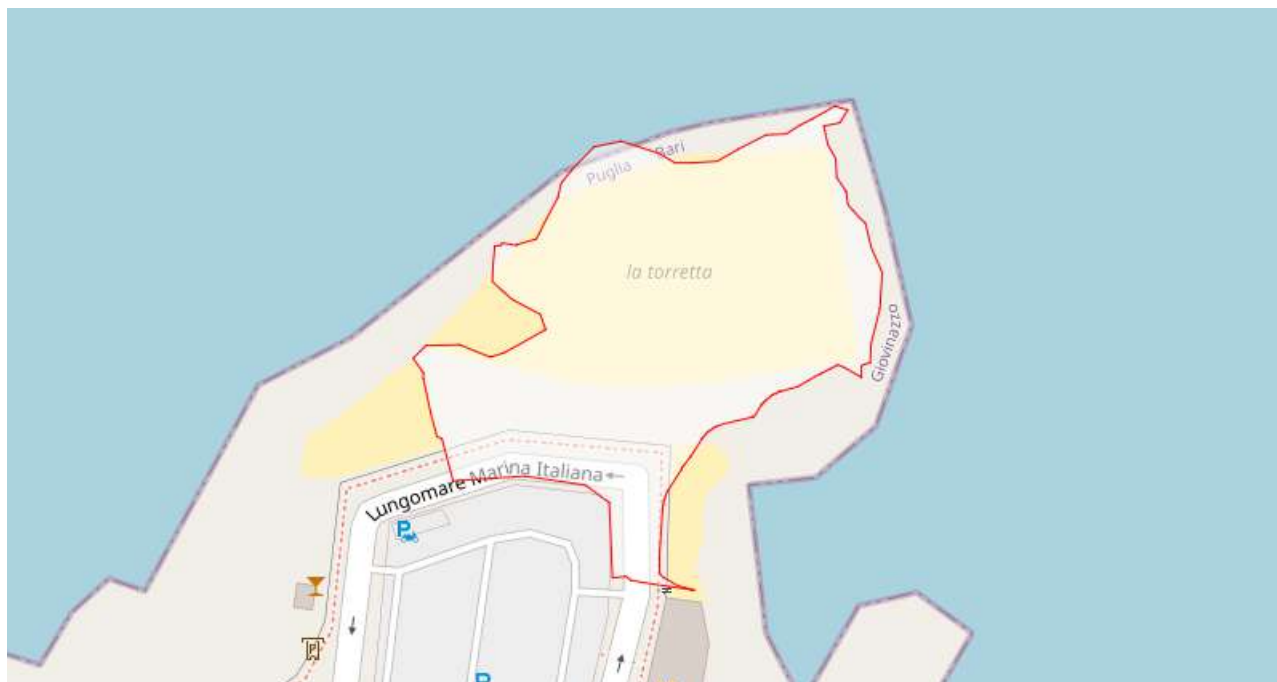 Puglia
Bari
la torretta
Giovinazzo
Lungomare Marina Italiana
P
P
P